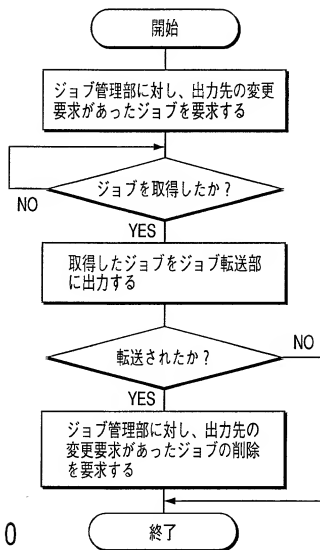 開始
ジョブ管理部に対し、出力先の変更
要求があったジョブを要求する
ジョブを取得したか？
NO
YES
取得したジョブをジョブ転送部
に出力する
転送されたか？
NO
YES
ジョブ管理部に対し、出力先の
変更要求があったジョブの削除
を要求する
0
終了